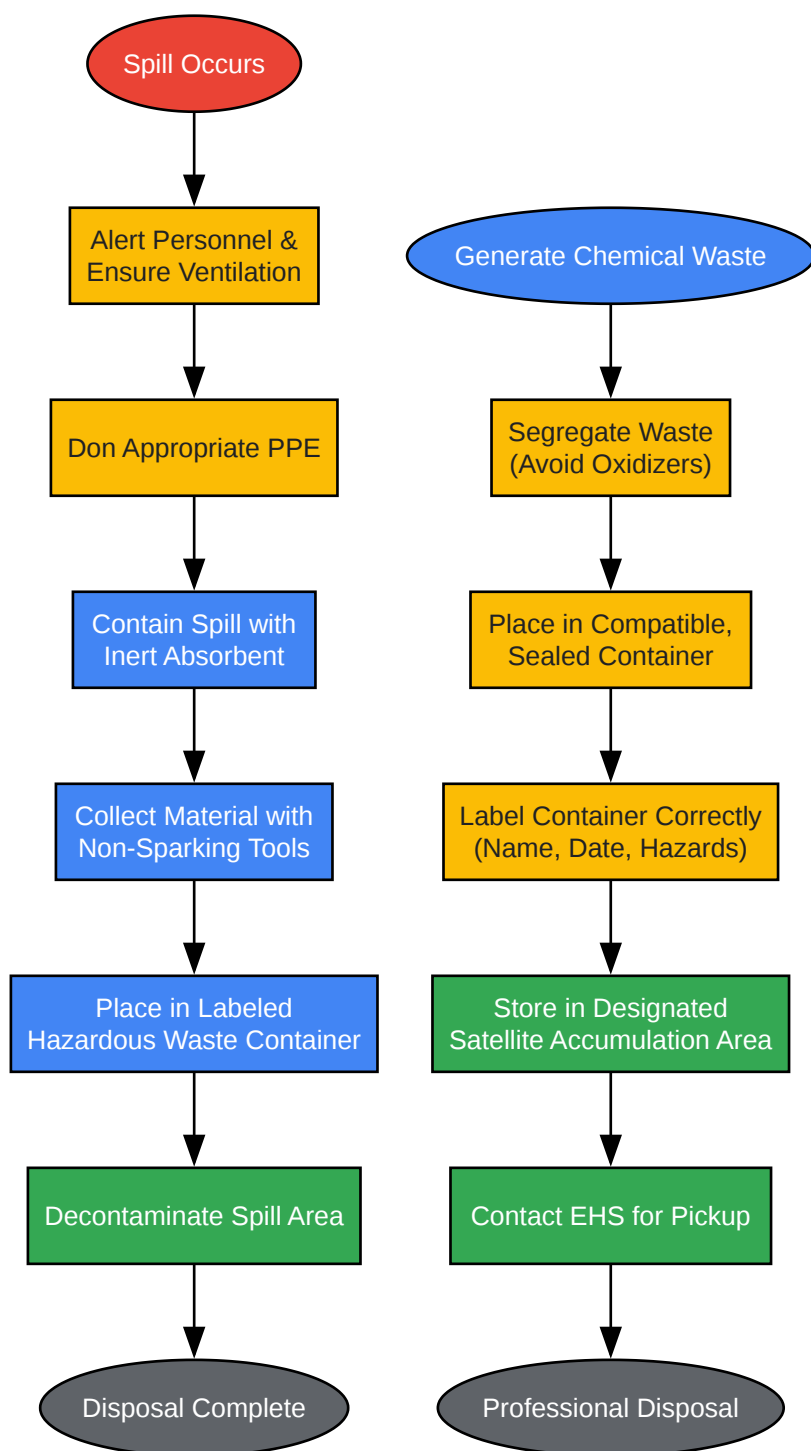 Spill Occurs
Alert Personnel &
Ensure Ventilation
Don Appropriate PPE
Contain Spill with
Inert Absorbent
Collect Material with
Non-Sparking Tools
Place in Labeled
Hazardous Waste Container
Decontaminate Spill Area
Disposal Complete
Generate Chemical Waste
Segregate Waste
(Avoid Oxidizers)
Place in Compatible,
Sealed Container
Label Container Correctly
(Name, Date, Hazards)
Store in Designated
Satellite Accumulation Area
Contact EHS for Pickup
Professional Disposal